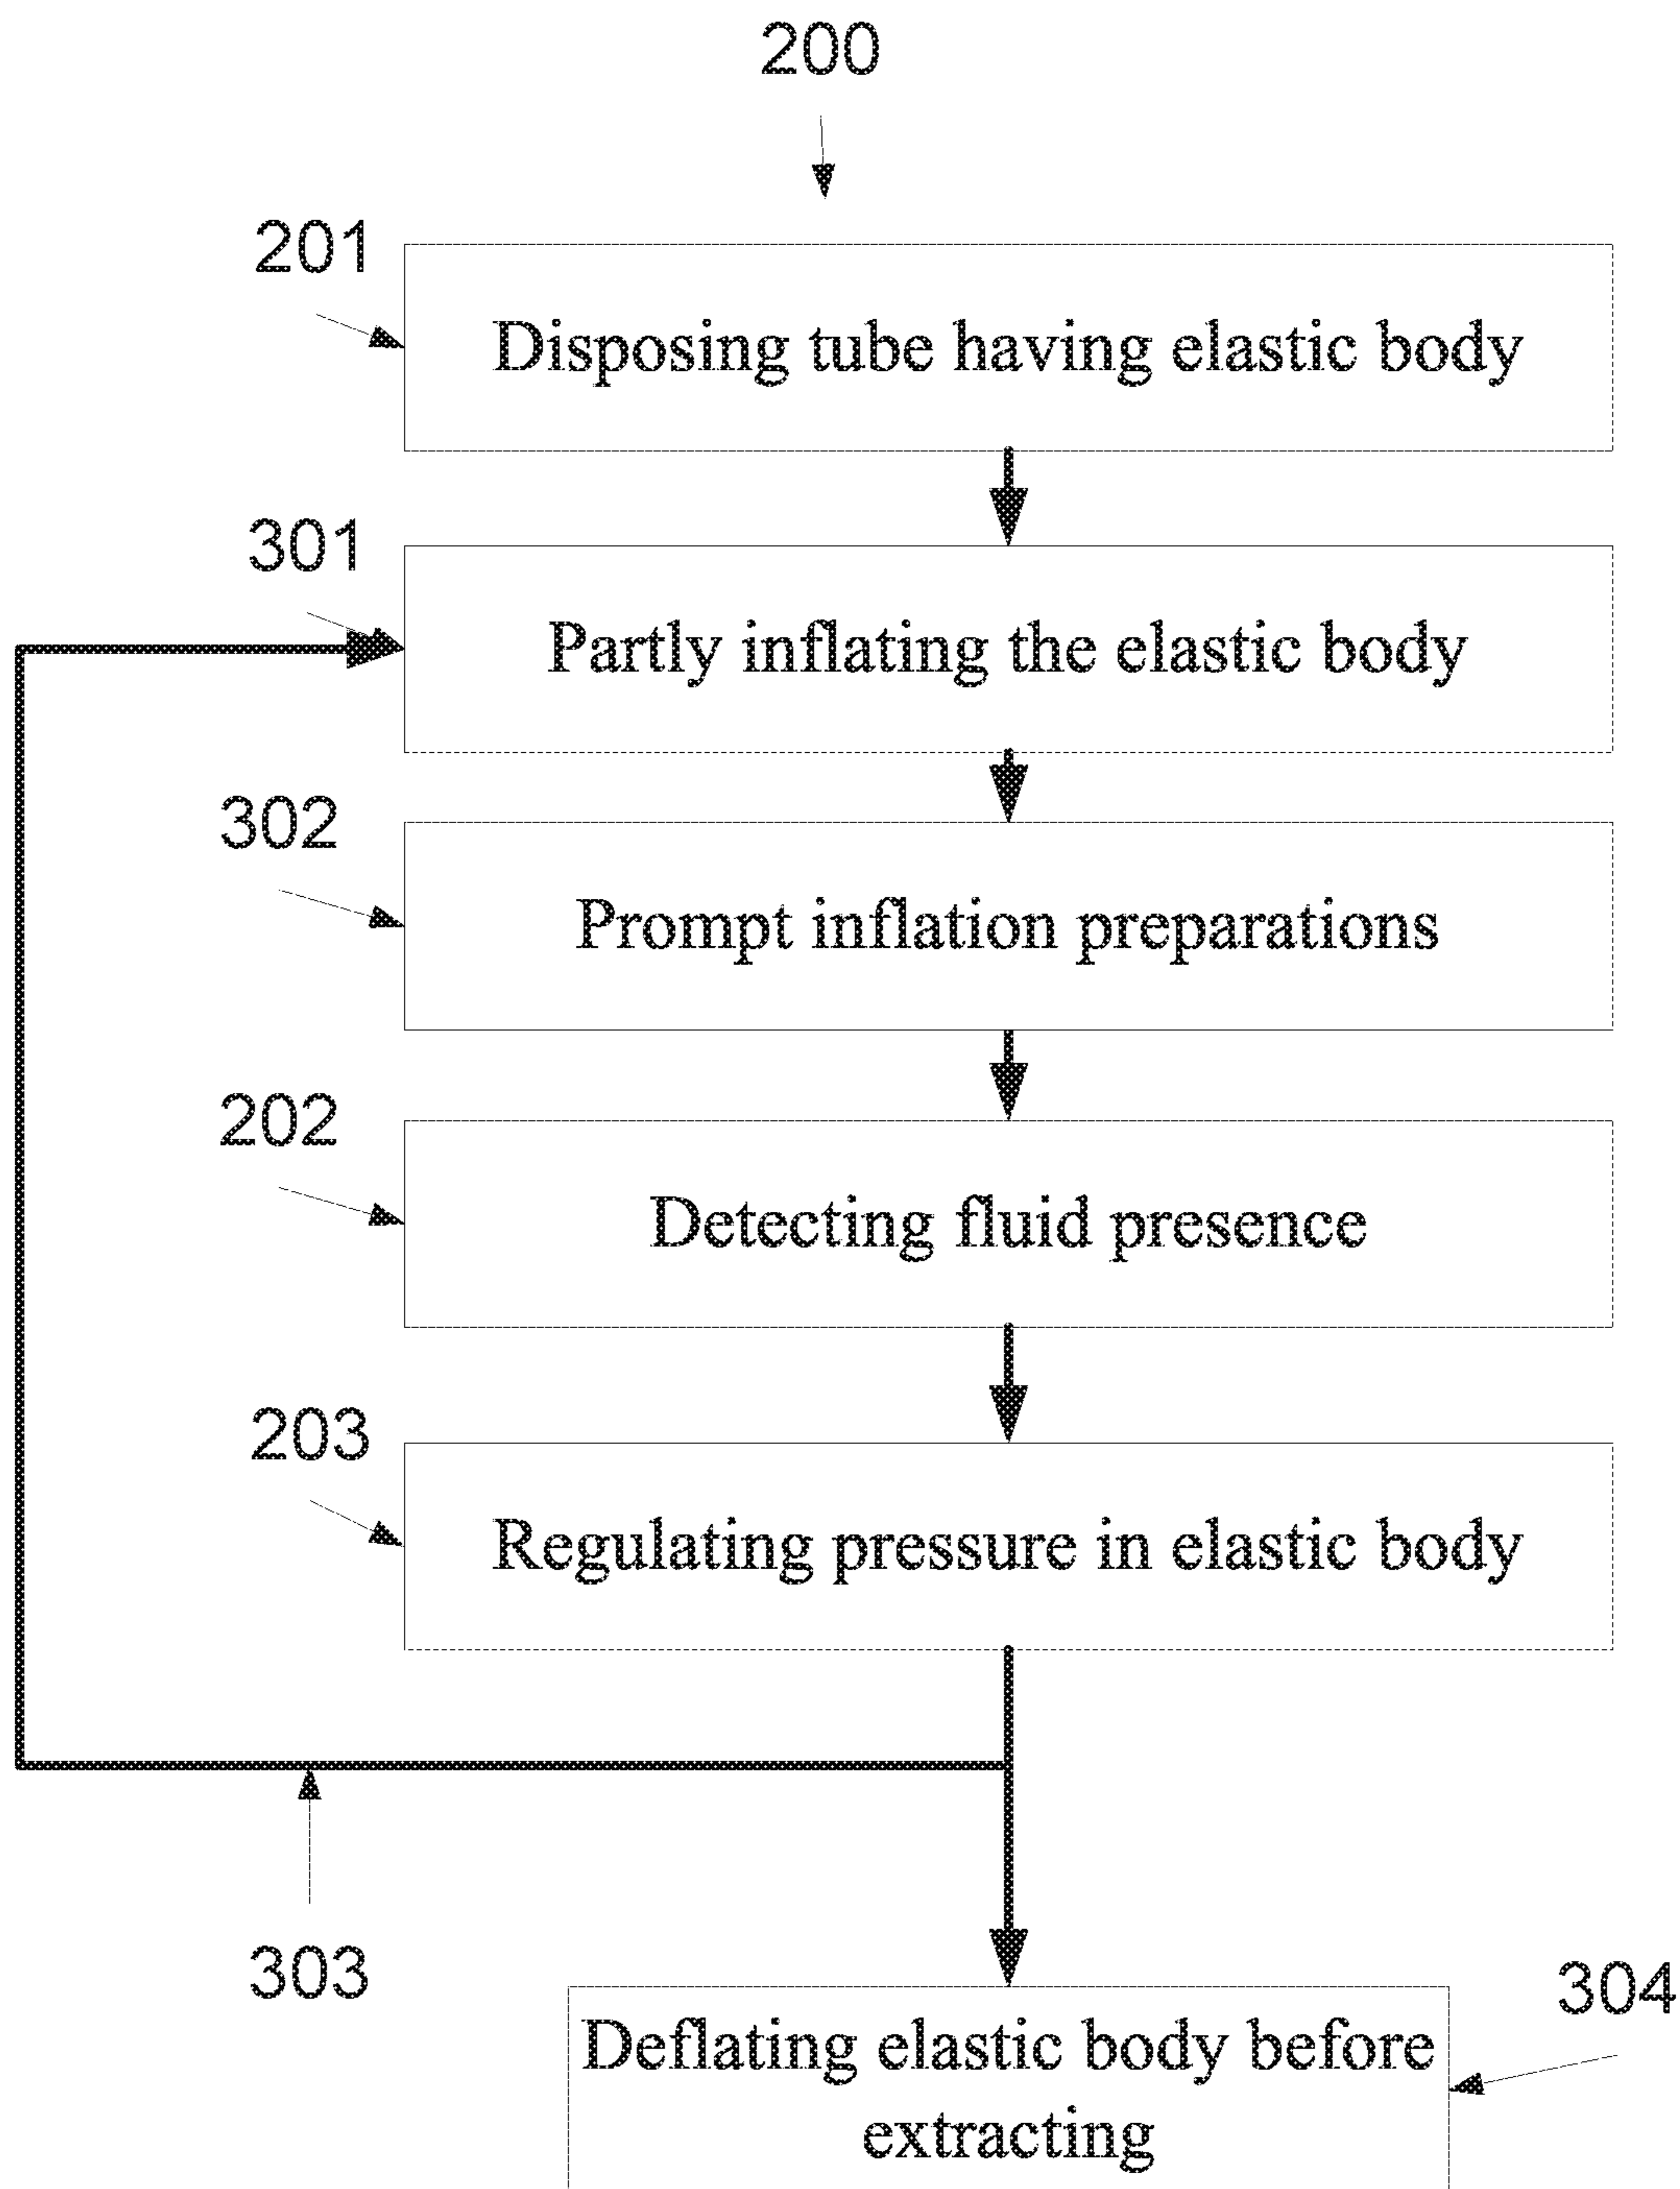 200
201
Disposing tube having elastic body
301
Partly inflating the elastic body
302
Prompt inflation preparations
202
Detecting fluid presence
203
Regulating pressure in elastic body
303
304
Deflating elastic body before
extracting